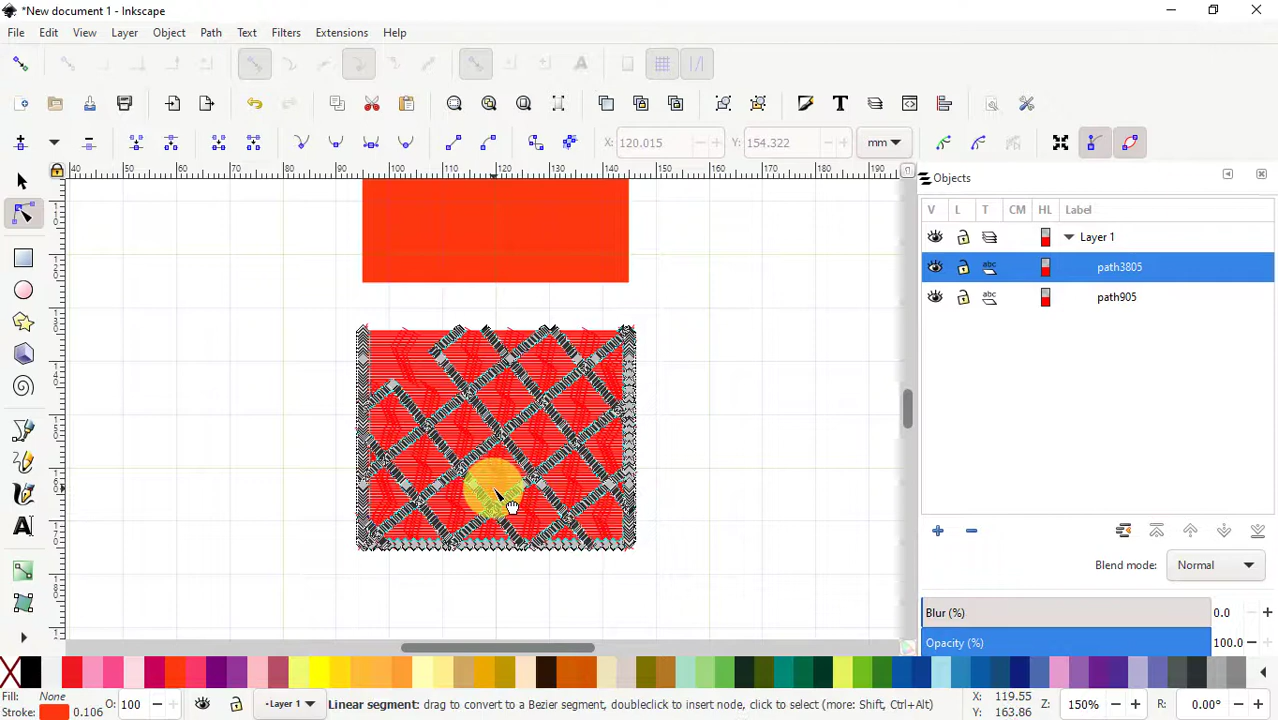 *New document 1 - Inkscape
File Edit View Layer Object Path Filters Text Extensions Help
X: 120.015 Y: 154.322 mm
40 50 60 70 80 90 100 110 120 130 140 150 160 170 180 190
Objects
V L T CM HL Label
Layer 1
abc path3805
abc path905
Blend mode: Normal
Blur (%) 0.0
Opacity (%) 100.0
Fill: None
Stroke: 0.106 O: 100
Layer 1
Linear segment: drag to convert to a Bezier segment, doubleclick to insert node, click to select (more: Shift, Ctrl+Alt)
X: 119.55
Y: 163.86
Z: 150% R: 0.00°